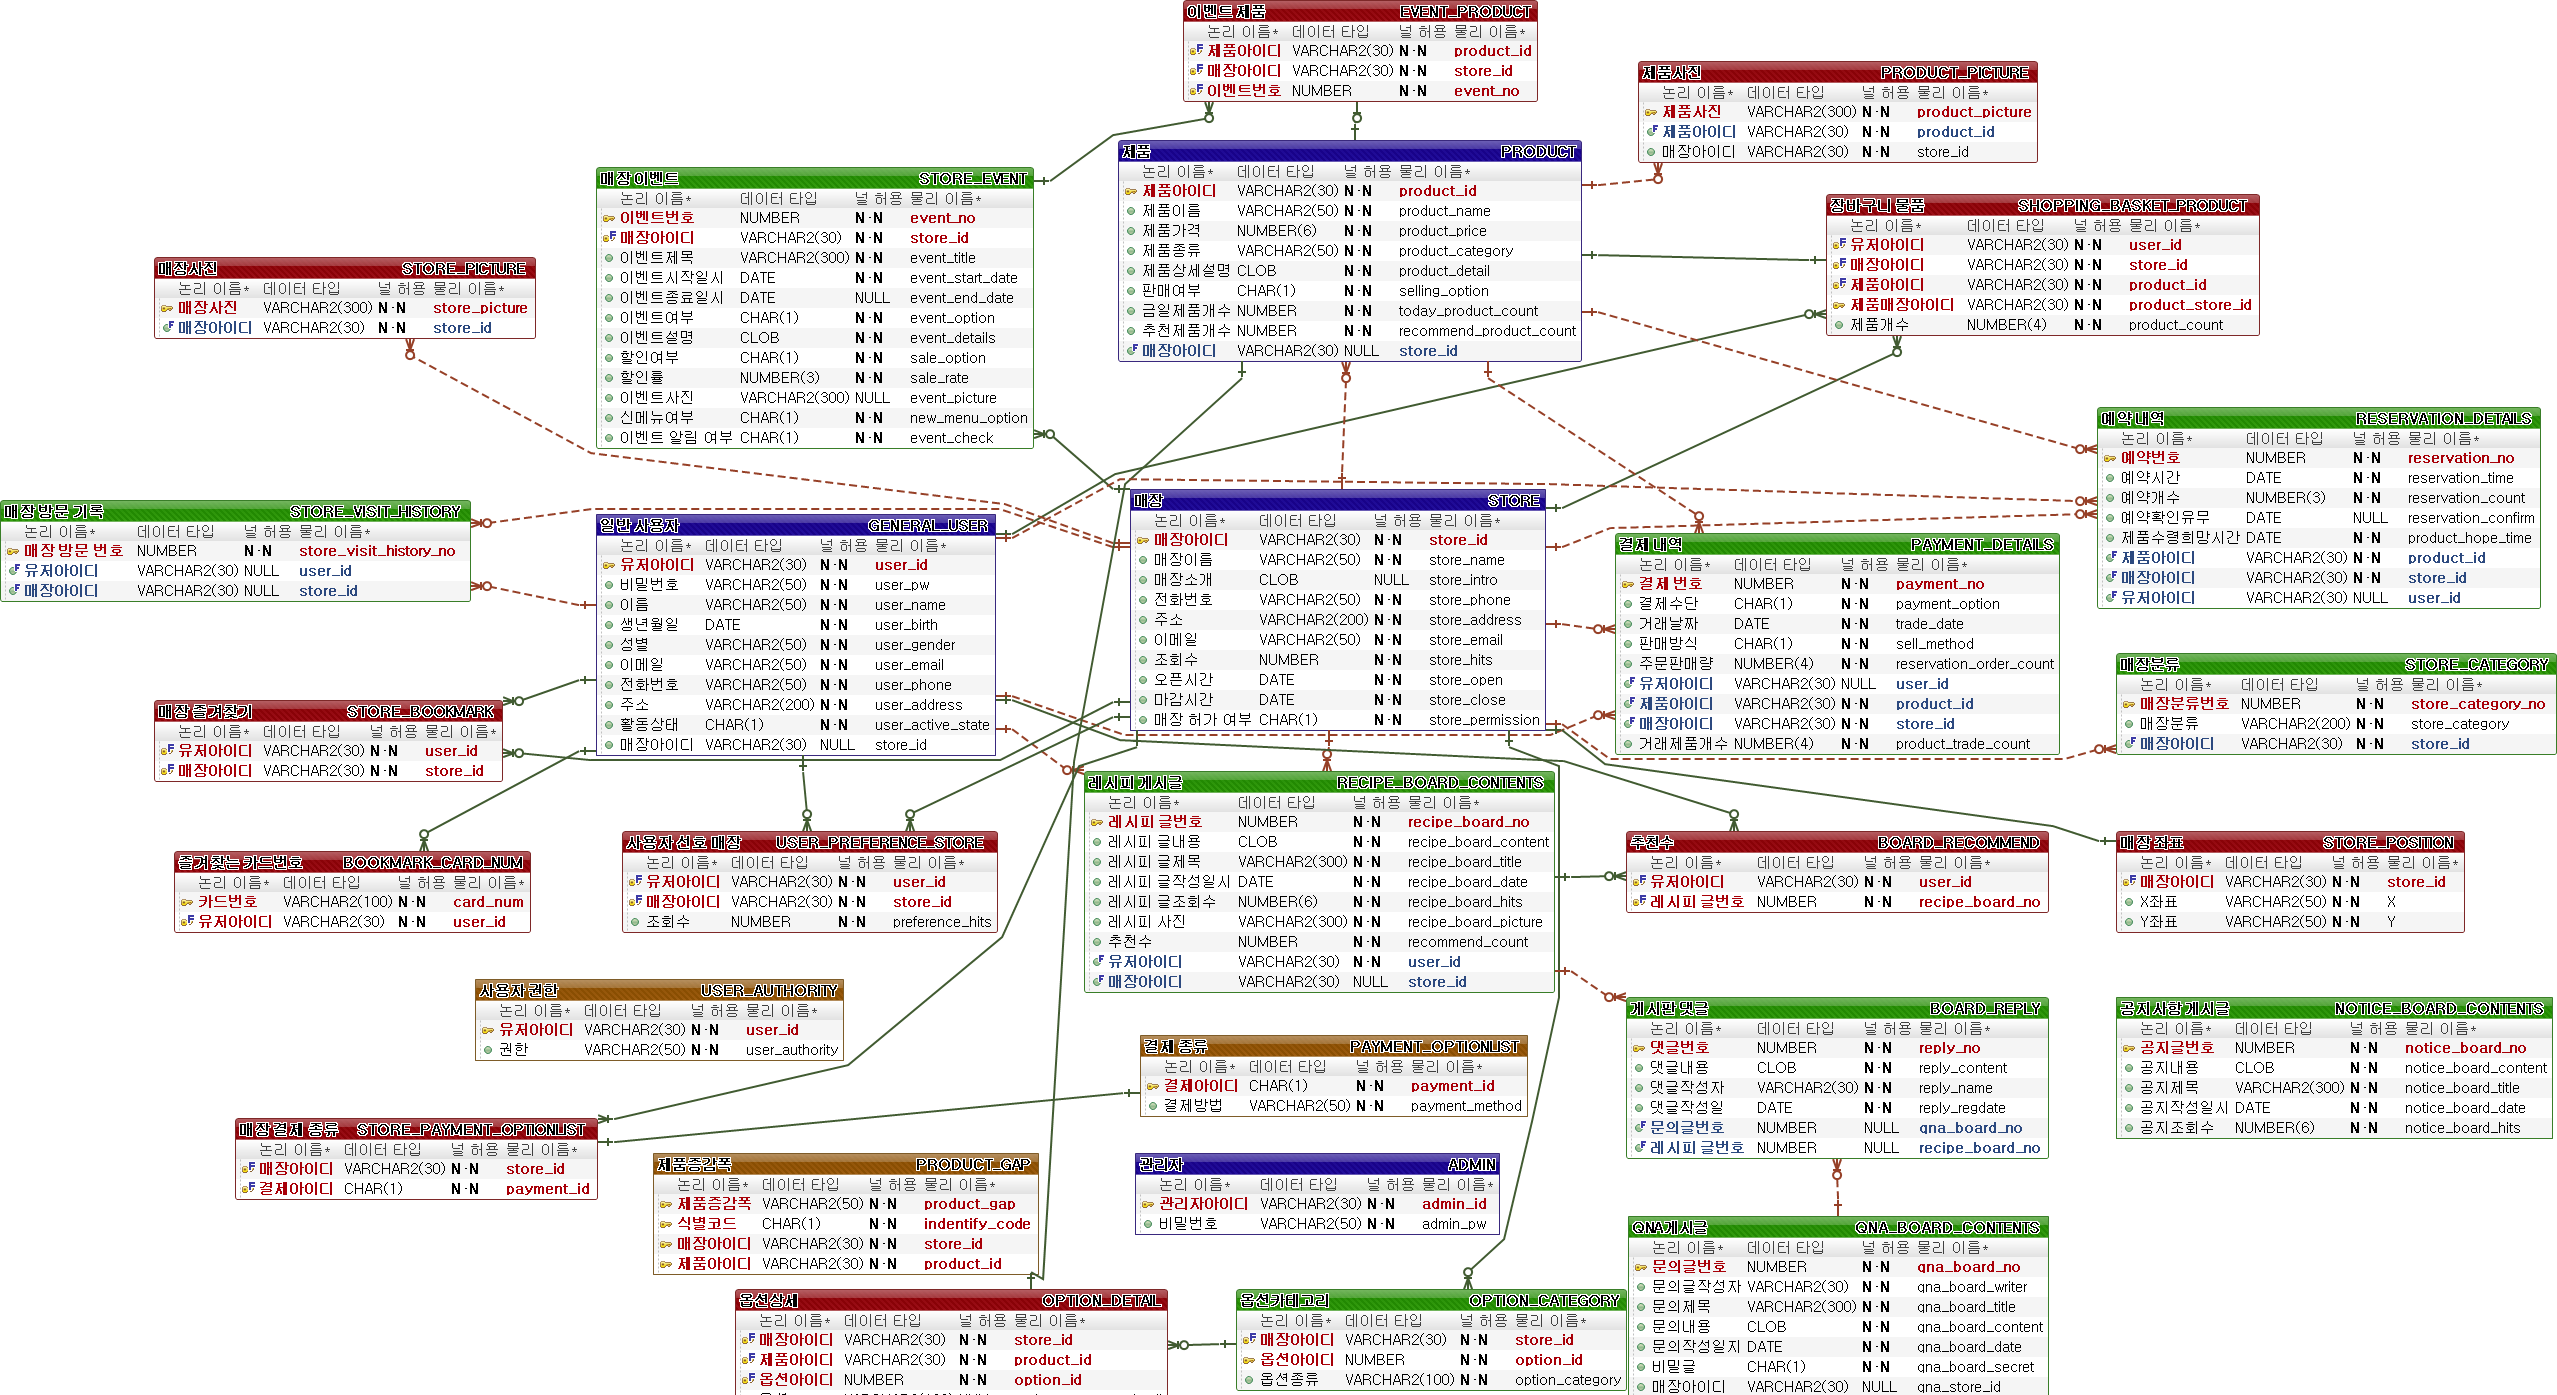 이벤트 제품 EVENT_PRODUCT
논리 이름* 데이터 타입 널 허용 물리 이름*
제품아이디 VARCHAR2(30) N·N product_id
매장아이디 VARCHAR2(30) N·N store_id
이벤트번호 NUMBER N·N event_no
제품사진 PRODUCT_PICTURE
논리 이름* 데이터 타입 널 허용 물리 이름*
제품사진 VARCHAR2(300) N·N product_picture
제품아이디 VARCHAR2(30) N·N product_id
매장아이디 VARCHAR2(30) N·N store_id
제품 PRODUCT
논리 이름* 데이터 타입 널 허용 물리 이름*
제품아이디 VARCHAR2(30) N·N product_id
제품이름 VARCHAR2(50) N·N product_name
제품가격 NUMBER(6) N·N product_price
제품종류 VARCHAR2(50) N·N product_category
제품상세설명 CLOB N·N product_detail
판매여부 CHAR(1) N·N selling_option
금일제품개수 NUMBER N·N today_product_count
추천제품개수 NUMBER N·N recommend_product_count
매장아이디 VARCHAR2(30) NULL store_id
매장 이벤트 STORE_EVENT
논리 이름* 데이터 타입 널 허용 물리 이름*
이벤트번호 NUMBER N·N event_no
매장아이디 VARCHAR2(30) N·N store_id
이벤트제목 VARCHAR2(300) N·N event_title
이벤트시작일시 DATE N·N event_start_date
이벤트종료일시 DATE NULL event_end_date
이벤트여부 CHAR(1) N·N event_option
이벤트설명 CLOB N·N event_details
할인여부 CHAR(1) N·N sale_option
할인률 NUMBER(3) N·N sale_rate
이벤트사진 VARCHAR2(300) NULL event_picture
신메뉴여부 CHAR(1) N·N new_menu_option
이벤트 알림 여부 CHAR(1) N·N event_check
장바구니 물품 SHOPPING_BASKET_PRODUCT
논리 이름* 데이터 타입 널 허용 물리 이름*
유저아이디 VARCHAR2(30) N·N user_id
매장아이디 VARCHAR2(30) N·N store_id
제품아이디 VARCHAR2(30) N·N product_id
제품매장아이디 VARCHAR2(30) N·N product_store_id
제품개수 NUMBER(4) N·N product_count
매장사진 STORE_PICTURE
논리 이름* 데이터 타입 널 허용 물리 이름*
매장사진 VARCHAR2(300) N·N store_picture
매장아이디 VARCHAR2(30) N·N store_id
예약 내역 RESERVATION_DETAILS
논리 이름* 데이터 타입 널 허용 물리 이름*
예약번호 NUMBER N·N reservation_no
예약시간 DATE N·N reservation_time
예약개수 NUMBER(3) N·N reservation_count
예약확인유무 DATE NULL reservation_confirm
제품수령희망시간 DATE N·N product_hope_time
제품아이디 VARCHAR2(30) N·N product_id
매장아이디 VARCHAR2(30) N·N store_id
유저아이디 VARCHAR2(30) NULL user_id
매장 방문 기록 STORE_VISIT_HISTORY
논리 이름* 데이터 타입 널 허용 물리 이름*
매장 방문 번호 NUMBER N·N store_visit_history_no
유저아이디 VARCHAR2(30) NULL user_id
매장아이디 VARCHAR2(30) NULL store_id
일반 사용자 GENERAL_USER
논리 이름* 데이터 타입 널 허용 물리 이름*
유저아이디 VARCHAR2(30) N·N user_id
비밀번호 VARCHAR2(50) N·N user_pw
이름 VARCHAR2(50) N·N user_name
생년월일 DATE N·N user_birth
성별 VARCHAR2(50) N·N user_gender
이메일 VARCHAR2(50) N·N user_email
전화번호 VARCHAR2(50) N·N user_phone
주소 VARCHAR2(200) N·N user_address
활동상태 CHAR(1) N·N user_active_state
매장아이디 VARCHAR2(30) NULL store_id
매장 STORE
논리 이름* 데이터 타입 널 허용 물리 이름*
매장아이디 VARCHAR2(30) N·N store_id
매장이름 VARCHAR2(50) N·N store_name
매장소개 CLOB NULL store_intro
전화번호 VARCHAR2(50) N·N store_phone
주소 VARCHAR2(200) N·N store_address
이메일 VARCHAR2(50) N·N store_email
조회수 NUMBER N·N store_hits
오픈시간 DATE N·N store_open
마감시간 DATE N·N store_close
매장 허가 여부 CHAR(1) N·N store_permission
결제 내역 PAYMENT_DETAILS
논리 이름* 데이터 타입 널 허용 물리 이름*
결제 번호 NUMBER N·N payment_no
결제수단 CHAR(1) N·N payment_option
거래날짜 DATE N·N trade_date
판매방식 CHAR(1) N·N sell_method
주문판매량 NUMBER(4) N·N reservation_order_count
유저아이디 VARCHAR2(30) NULL user_id
제품아이디 VARCHAR2(30) N·N product_id
매장아이디 VARCHAR2(30) N·N store_id
거래제품개수 NUMBER(4) N·N product_trade_count
매장분류 STORE_CATEGORY
논리 이름* 데이터 타입 널 허용 물리 이름*
매장분류번호 NUMBER N·N store_category_no
매장분류 VARCHAR2(200) N·N store_category
매장아이디 VARCHAR2(30) N·N store_id
매장 즐겨찾기 STORE_BOOKMARK
논리 이름* 데이터 타입 널 허용 물리 이름*
유저아이디 VARCHAR2(30) N·N user_id
매장아이디 VARCHAR2(30) N·N store_id
즐겨찾는 카드번호 BOOKMARK_CARD_NUM
논리 이름* 데이터 타입 널 허용 물리 이름*
카드번호 VARCHAR2(100) N·N card_num
유저아이디 VARCHAR2(30) N·N user_id
사용자 선호 매장 USER_PREFERENCE_STORE
논리 이름* 데이터 타입 널 허용 물리 이름*
유저아이디 VARCHAR2(30) N·N user_id
매장아이디 VARCHAR2(30) N·N store_id
조회수 NUMBER N·N preference_hits
레시피 게시글 RECIPE_BOARD_CONTENTS
논리 이름* 데이터 타입 널 허용 물리 이름*
레시피 글번호 NUMBER N·N recipe_board_no
레시피 글내용 CLOB N·N recipe_board_content
레시피 글제목 VARCHAR2(300) N·N recipe_board_title
레시피 글작성일시 DATE N·N recipe_board_date
레시피 글조회수 NUMBER(6) N·N recipe_board_hits
레시피 사진 VARCHAR2(300) N·N recipe_board_picture
추천수 NUMBER N·N recommend_count
유저아이디 VARCHAR2(30) N·N user_id
매장아이디 VARCHAR2(30) NULL store_id
추천수 BOARD_RECOMMEND
논리 이름* 데이터 타입 널 허용 물리 이름*
유저아이디 VARCHAR2(30) N·N user_id
레시피 글번호 NUMBER N·N recipe_board_no
매장 좌표 STORE_POSITION
논리 이름* 데이터 타입 널 허용 물리 이름*
매장아이디 VARCHAR2(30) N·N store_id
X좌표 VARCHAR2(50) N·N X
Y좌표 VARCHAR2(50) N·N Y
사용자 권한 USER_AUTHORITY
논리 이름* 데이터 타입 널 허용 물리 이름*
유저아이디 VARCHAR2(30) N·N user_id
권한 VARCHAR2(50) N·N user_authority
게시판 댓글 BOARD_REPLY
논리 이름* 데이터 타입 널 허용 물리 이름*
댓글번호 NUMBER N·N reply_no
댓글내용 CLOB N·N reply_content
댓글작성자 VARCHAR2(30) N·N reply_name
댓글작성일 DATE N·N reply_regdate
문의글번호 NUMBER NULL qna_board_no
레시피 글번호 NUMBER NULL recipe_board_no
공지사항 게시글 NOTICE_BOARD_CONTENTS
논리 이름* 데이터 타입 널 허용 물리 이름*
공지글번호 NUMBER N·N notice_board_no
공지내용 CLOB N·N notice_board_content
공지제목 VARCHAR2(300) N·N notice_board_title
공지작성일시 DATE N·N notice_board_date
공지조회수 NUMBER(6) N·N notice_board_hits
결제 종류 PAYMENT_OPTIONLIST
논리 이름* 데이터 타입 널 허용 물리 이름*
결제아이디 CHAR(1) N·N payment_id
결제방법 VARCHAR2(50) N·N payment_method
매장 결제 종류 STORE_PAYMENT_OPTIONLIST
논리 이름* 데이터 타입 널 허용 물리 이름*
매장아이디 VARCHAR2(30) N·N store_id
결제아이디 CHAR(1) N·N payment_id
제품증감폭 PRODUCT_GAP
논리 이름* 데이터 타입 널 허용 물리 이름*
제품증감폭 VARCHAR2(50) N·N product_gap
식별코드 CHAR(1) N·N indentify_code
매장아이디 VARCHAR2(30) N·N store_id
제품아이디 VARCHAR2(30) N·N product_id
관리자 ADMIN
논리 이름* 데이터 타입 널 허용 물리 이름*
관리자아이디 VARCHAR2(30) N·N admin_id
비밀번호 VARCHAR2(50) N·N admin_pw
QNA게시글 QNA_BOARD_CONTENTS
논리 이름* 데이터 타입 널 허용 물리 이름*
문의글번호 NUMBER N·N qna_board_no
문의글작성자 VARCHAR2(30) N·N qna_board_writer
문의제목 VARCHAR2(300) N·N qna_board_title
문의내용 CLOB N·N qna_board_content
문의작성일지 DATE N·N qna_board_date
비밀글 CHAR(1) N·N qna_board_secret
매장아이디 VARCHAR2(30) NULL qna_store_id
옵션상세 OPTION_DETAIL
논리 이름* 데이터 타입 널 허용 물리 이름*
매장아이디 VARCHAR2(30) N·N store_id
제품아이디 VARCHAR2(30) N·N product_id
옵션아이디 NUMBER N·N option_id
옵션카테고리 OPTION_CATEGORY
논리 이름* 데이터 타입 널 허용 물리 이름*
매장아이디 VARCHAR2(30) N·N store_id
옵션아이디 NUMBER N·N option_id
옵션종류 VARCHAR2(100) N·N option_category